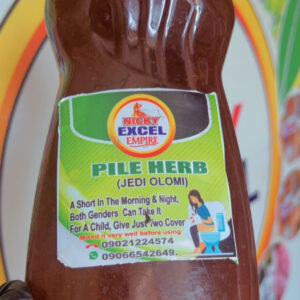 NICKY
EXCEL
EMPIRE
PILE HERB
(JEDI OLOMI)
A Short In The Morning & Night,
Both Genders Can Take It
For A Child, Give Just Two Cover
Mixed it very well before using
09021224574
09066542649.